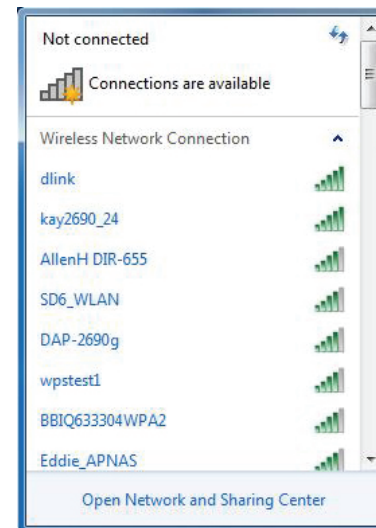 Not connected
Connections are available
Wireless Network Connection
dlink
kay2690_24
AllenH DIR-655
SD6_WLAN
DAP-2690g
wpstest1
BBIQ633304WPA2
Eddie_APNAS
Open Network and Sharing Center